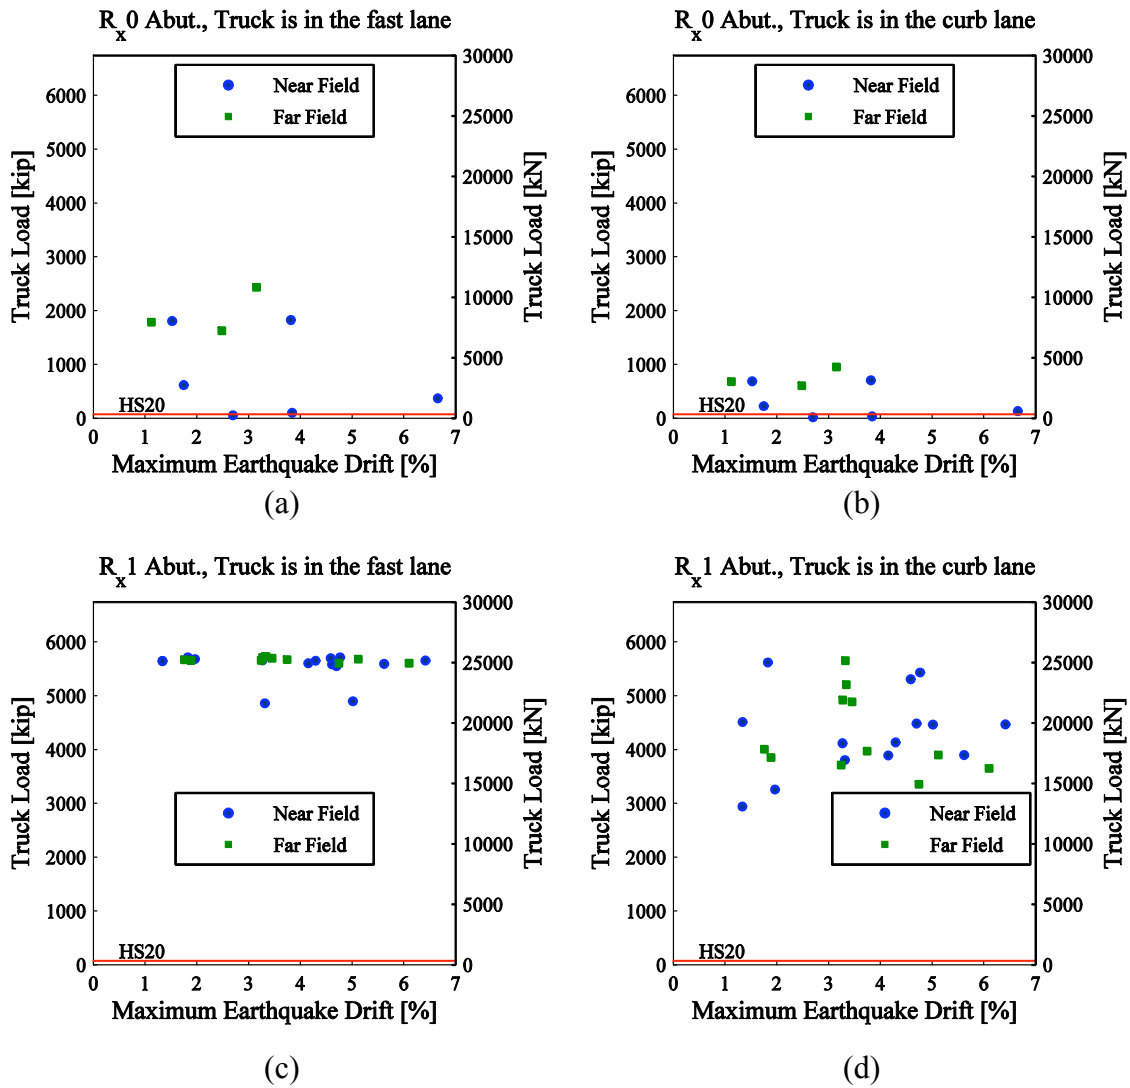 R_x0 Abut., Truck is in the fast lane
Near Field
Far Field
Truck Load [kip]
6000
5000
4000
3000
2000
1000
0
Truck Load [kN]
30000
25000
20000
15000
10000
5000
0
HS20
0 1 2 3 4 5 6 7
Maximum Earthquake Drift [%]
(a)
R_x0 Abut., Truck is in the curb lane
Near Field
Far Field
Truck Load [kip]
6000
5000
4000
3000
2000
1000
0
Truck Load [kN]
30000
25000
20000
15000
10000
5000
0
HS20
0 1 2 3 4 5 6 7
Maximum Earthquake Drift [%]
(b)
R_x1 Abut., Truck is in the fast lane
Truck Load [kip]
6000
5000
4000
3000
2000
1000
0
Truck Load [kN]
30000
25000
20000
15000
10000
5000
0
Near Field
Far Field
HS20
0 1 2 3 4 5 6 7
Maximum Earthquake Drift [%]
(c)
R_x1 Abut., Truck is in the curb lane
Truck Load [kip]
6000
5000
4000
3000
2000
1000
0
Truck Load [kN]
30000
25000
20000
15000
10000
5000
0
Near Field
Far Field
HS20
0 1 2 3 4 5 6 7
Maximum Earthquake Drift [%]
(d)